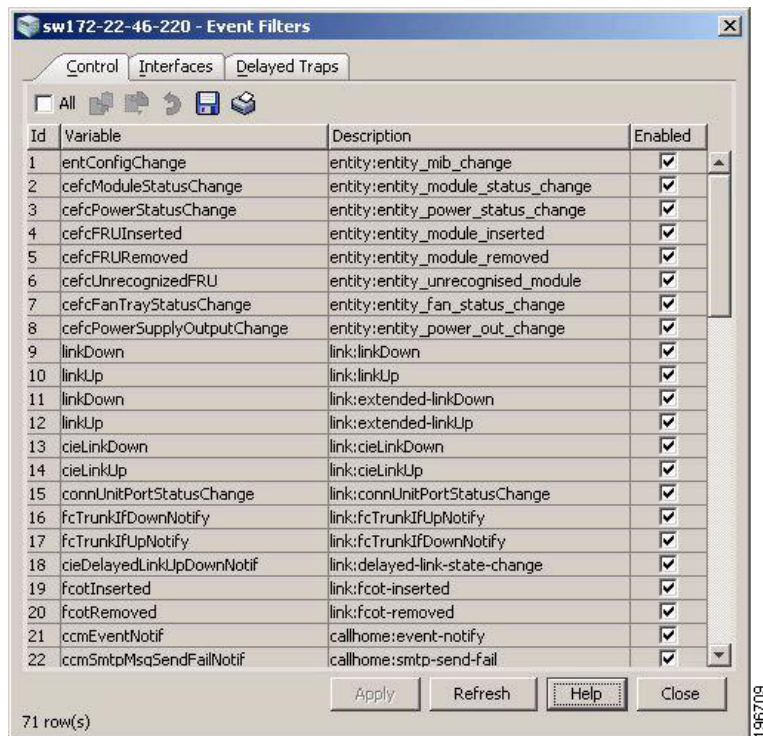 sw172-22-46-220 - Event Filters
Control Interfaces Delayed Traps
All
Id Variable Description Enabled
1 entConfigChange entity:entity_mib_change
2 cefcModuleStatusChange entity:entity_module_status_change
3 cefcPowerStatusChange entity:entity_power_status_change
4 cefcFRUInserted entity:entity_module_inserted
5 cefcFRURemoved entity:entity_module_removed
6 cefcUnrecognizedFRU entity:entity_unrecognised_module
7 cefcFanTrayStatusChange entity:entity_fan_status_change
8 cefcPowerSupplyOutputChange entity:entity_power_out_change
9 linkDown link:linkDown
10 linkUp link:linkUp
11 linkDown link:extended-linkDown
12 linkUp link:extended-linkUp
13 cieLinkDown link:cieLinkDown
14 cieLinkUp link:cieLinkUp
15 connUnitPortStatusChange link:connUnitPortStatusChange
16 fcTrunkIfDownNotify link:fcTrunkIfUpNotify
17 fcTrunkIfUpNotify link:fcTrunkIfDownNotify
18 cieDelayedLinkUpDownNotif link:delayed-link-state-change
19 fcotInserted link:fcot-inserted
20 fcotRemoved link:fcot-removed
21 ccmEventNotif callhome:event-notify
22 ccmSmtpMsgSendFailNotif callhome:smtp-send-fail
Apply Refresh Help Close
71 row(s)
196709